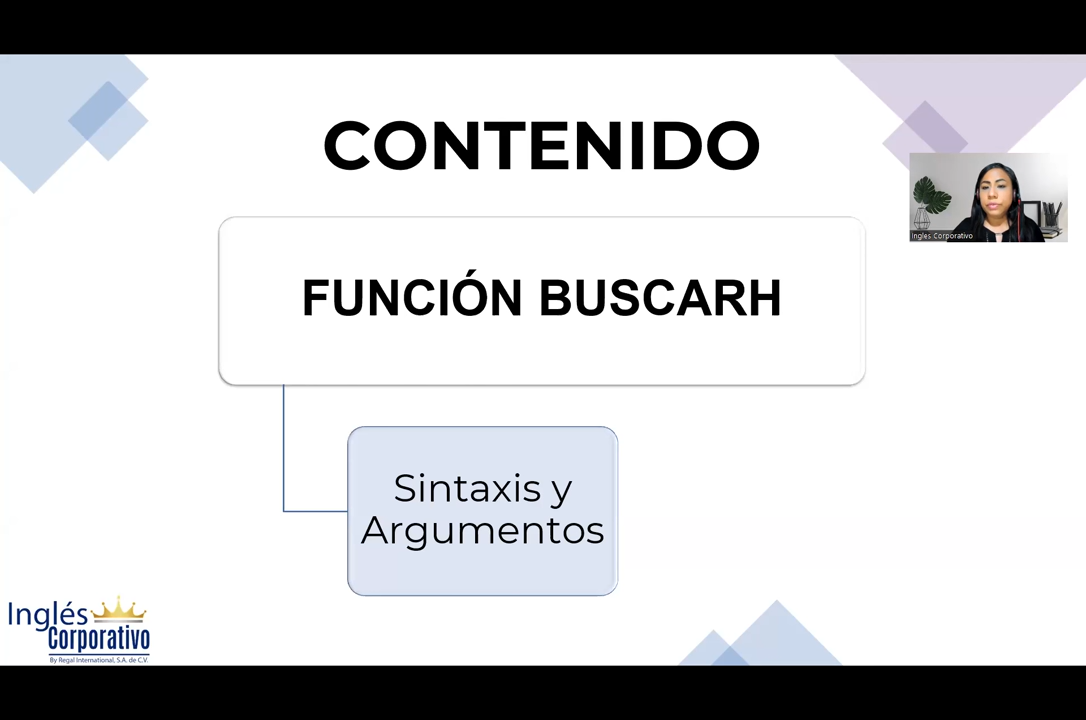 CONTENIDO
FUNCIÓN BUSCARH
Ingles Corporativo
Sintaxis y
Argumentos
Inglés
Corporativo
By Regal International, S.A. de C.V.